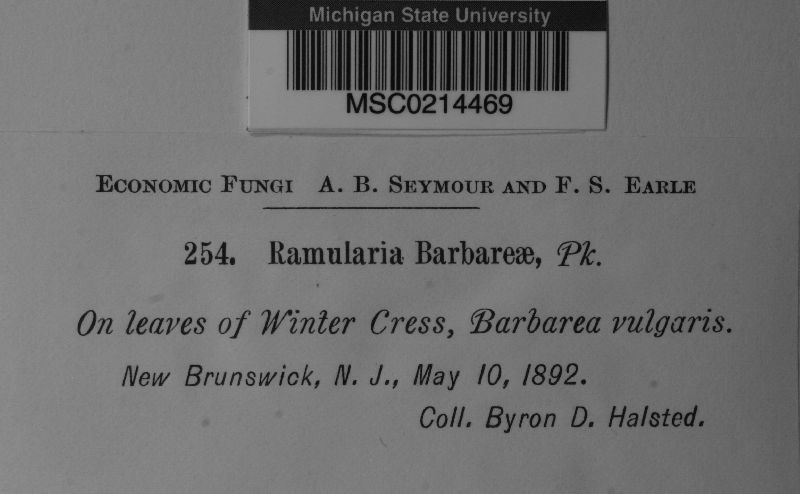 Michigan State University
MSC0214469
Economic Fungi A. B. Seymour and F. S. Earle
254. Ramularia Barbareæ, Pk.
On leaves of Winter Cress, Barbarea vulgaris.
New Brunswick, N. J., May 10, 1892.
Coll. Byron D. Halsted.